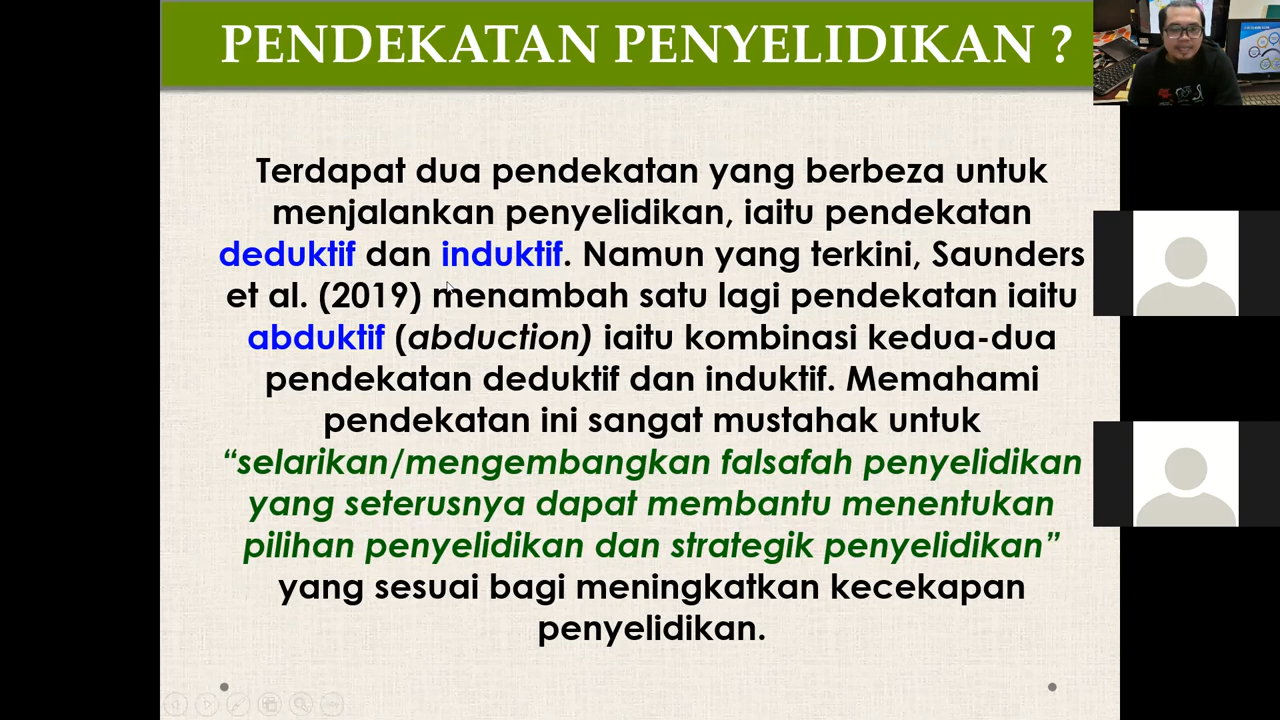 PENDEKATAN PENYELIDIKAN ?
Terdapat dua pendekatan yang berbeza untuk
menjalankan penyelidikan, iaitu pendekatan
deduktif dan induktif. Namun yang terkini, Saunders
et al. (2019) menambah satu lagi pendekatan iaitu
abduktif (abduction) iaitu kombinasi kedua-dua
pendekatan deduktif dan induktif. Memahami
pendekatan ini sangat mustahak untuk
“selarikan/mengembangkan falsafah penyelidikan
yang seterusnya dapat membantu menentukan
pilihan penyelidikan dan strategik penyelidikan”
yang sesuai bagi meningkatkan kecekapan
penyelidikan.